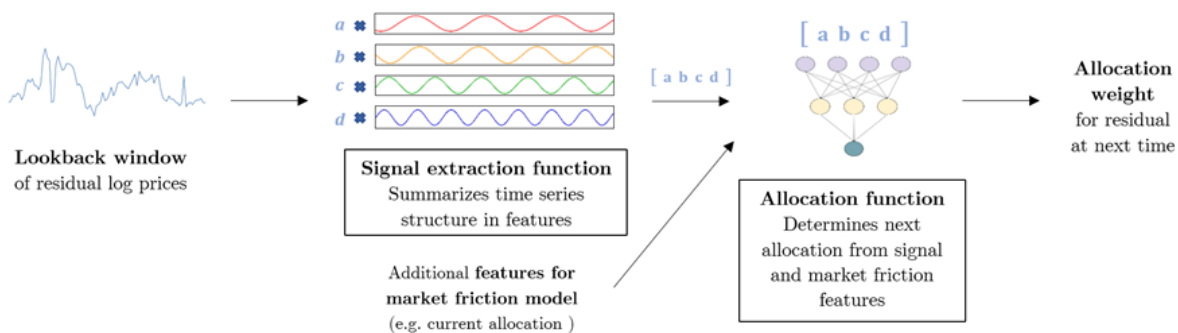 Lookback window
of residual log prices
a
b
c
d
Signal extraction function
Summarizes time series
structure in features
[ a b c d ]
Additional features for
market friction model
(e.g. current allocation )
[ a b c d ]
Allocation function
Determines next
allocation from signal
and market friction
features
Allocation
weight
for residual
at next time